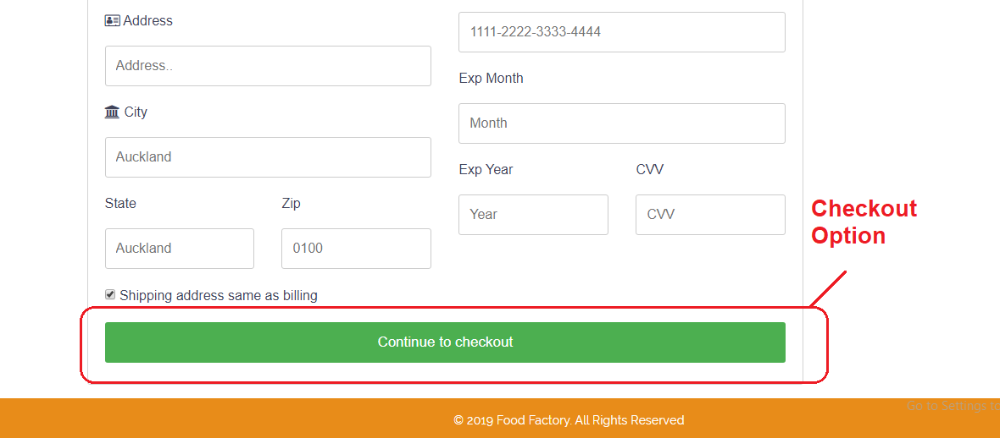 Address
1111-2222-3333-4444
Address..
Exp Month
City
Month
Auckland
Exp Year CVV
State Zip
Year CVV
Auckland 0100
Checkout
Option
Shipping address same as billing
Continue to checkout
Go to Settings to
© 2019 Food Factory. All Rights Reserved